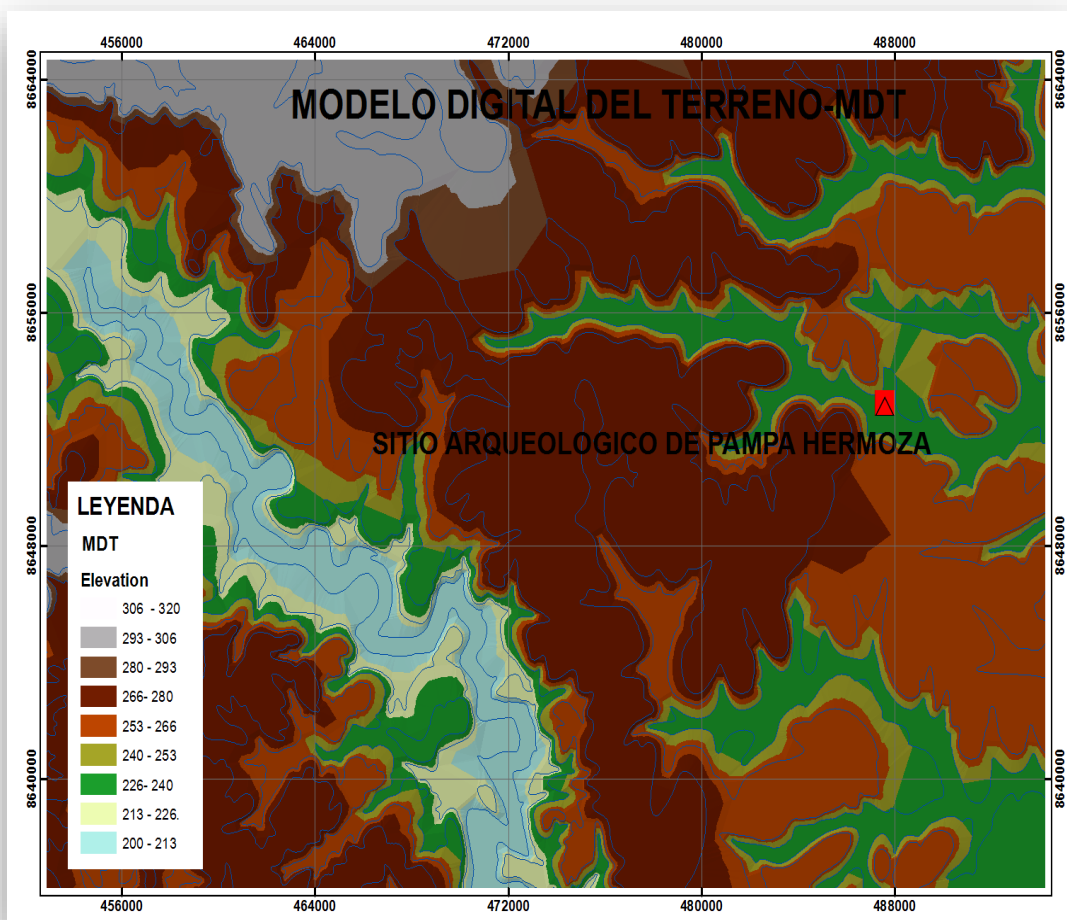 456000 464000 472000 480000 488000
8664000 8664000
MODELO DIGITAL DEL TERRENO-MDT
8656000 8656000
SITIO ARQUEOLOGICO DE PAMPA HERMOZA
LEYENDA
MDT
Elevation
306 - 320
293 - 306
280 - 293
266- 280
253 - 266
240 - 253
226- 240
213 - 226.
200 - 213
8648000 8648000
8640000 8640000
456000 464000 472000 480000 488000